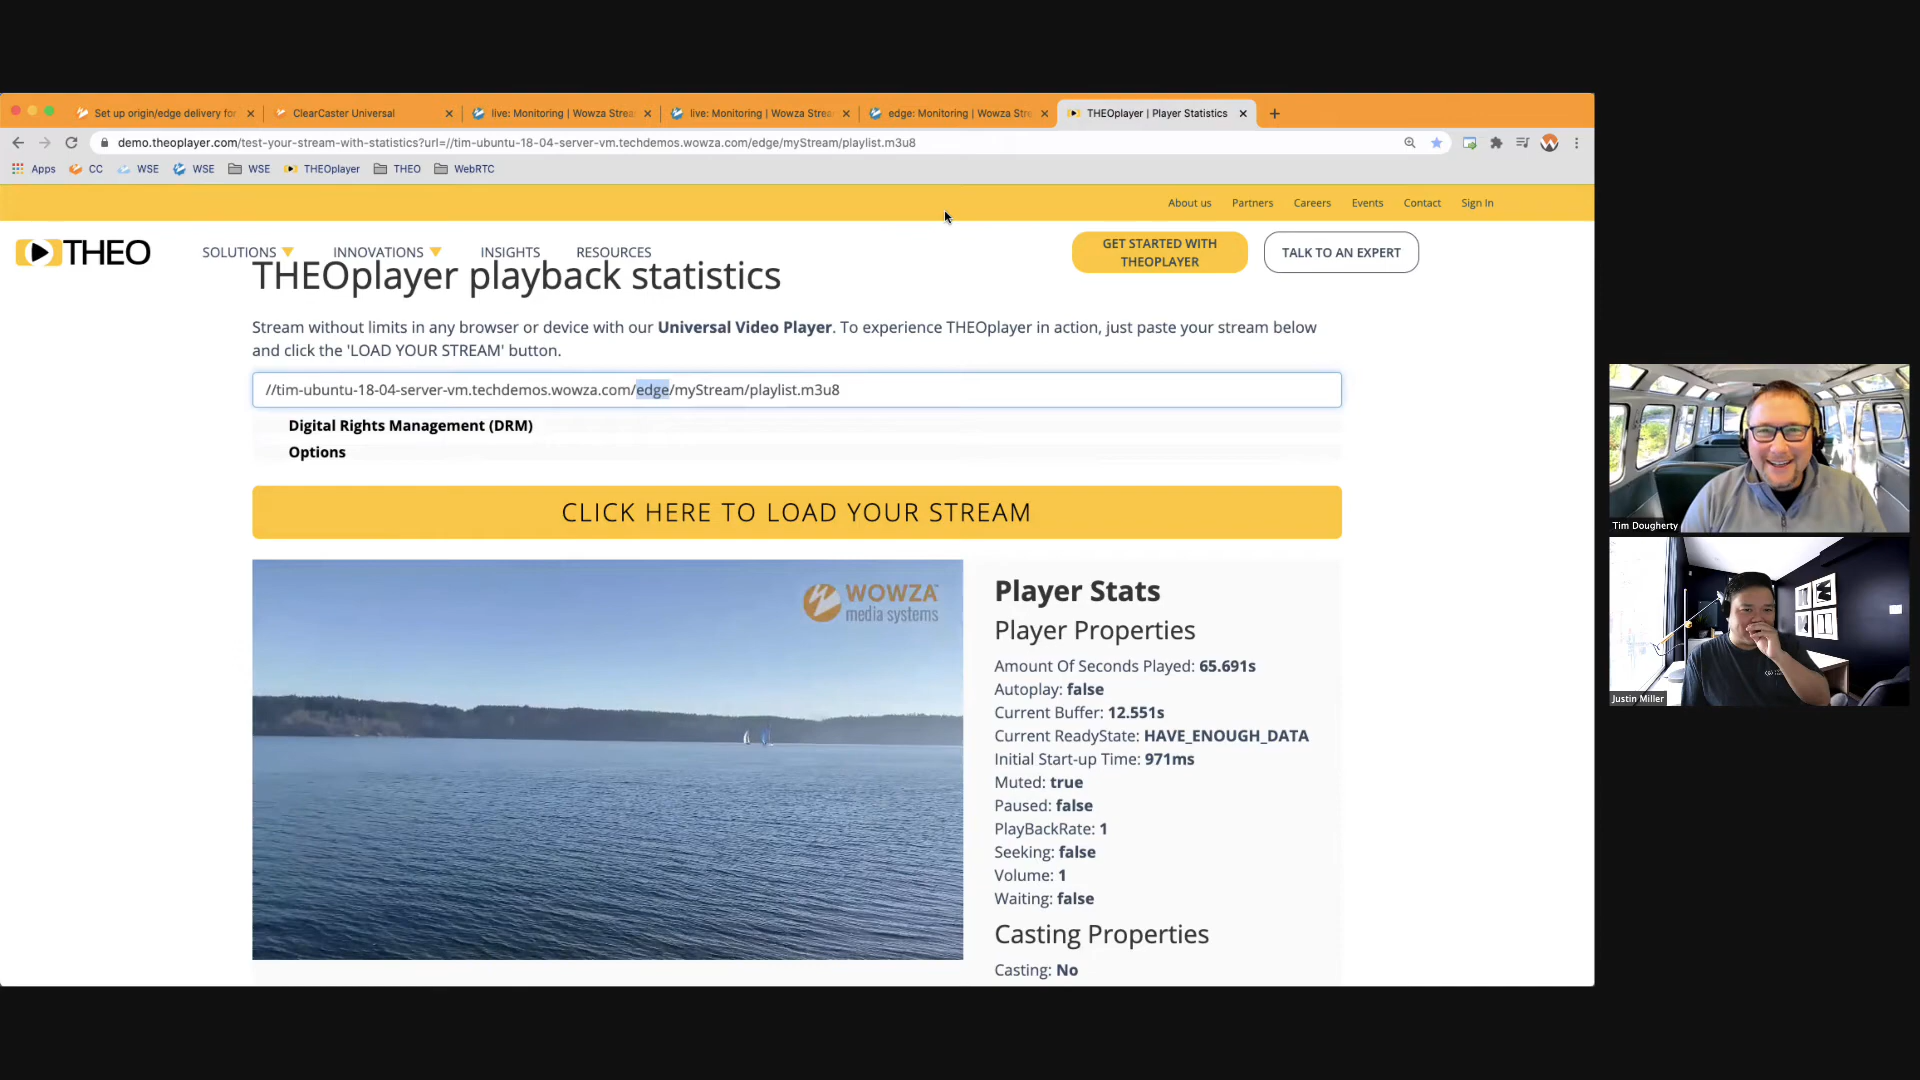 Set up origin/edge delivery for
ClearCaster Universal
live: Monitoring | Wowza Strea
live: Monitoring | Wowza Strea
edge: Monitoring | Wowza Stre
THEOplayer | Player Statistics
demo.theoplayer.com/test-your-stream-with-statistics?url=//tim-ubuntu-18-04-server-vm.techdemos.wowza.com/edge/myStream/playlist.m3u8
Apps CC WSE WSE WSE THEOplayer THEO WebRTC
About us Partners Careers Events Contact Sign In
THEO SOLUTIONS INNOVATIONS INSIGHTS RESOURCES
GET STARTED WITH
THEOPLAYER
TALK TO AN EXPERT
THEOplayer playback statistics
Stream without limits in any browser or device with our Universal Video Player. To experience THEOplayer in action, just paste your stream below
and click the 'LOAD YOUR STREAM' button.
//tim-ubuntu-18-04-server-vm.techdemos.wowza.com/edge/myStream/playlist.m3u8
Digital Rights Management (DRM)
Options
CLICK HERE TO LOAD YOUR STREAM
WOWZA™
media systems
Player Stats
Player Properties
Amount Of Seconds Played: 65.691s
Autoplay: false
Current Buffer: 12.551s
Current ReadyState: HAVE_ENOUGH_DATA
Initial Start-up Time: 971ms
Muted: true
Paused: false
PlayBackRate: 1
Seeking: false
Volume: 1
Waiting: false
Casting Properties
Casting: No
Tim Dougherty
Justin Miller